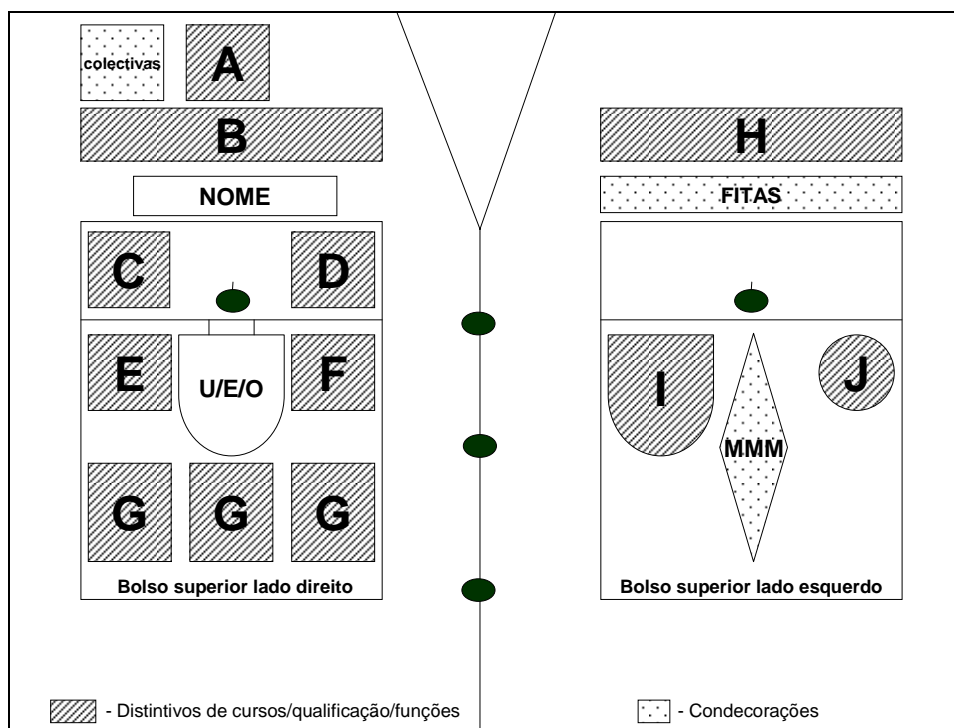 colectivas A
B H
NOME FITAS
C D
E U/E/O F I MMM J
G G G
Bolso superior lado direito Bolso superior lado esquerdo
- Distintivos de cursos/qualificação/funções - Condecorações